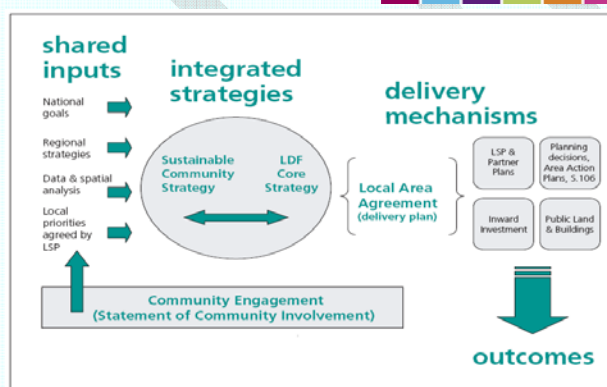 shared
inputs
National
goals
Regional
strategies
Data & spatial
analysis
Local
priorities
agreed by
LSP
integrated
strategies
Sustainable
Community
Strategy
LDF
Core
Strategy
Community Engagement
(Statement of Community Involvement)
delivery
mechanisms
Local Area
Agreement
(delivery plan)
LSP &
Partner
Plans
Planning
decisions,
Area Action
Plans, S.106
Inward
Investment
Public Land
& Buildings
outcomes